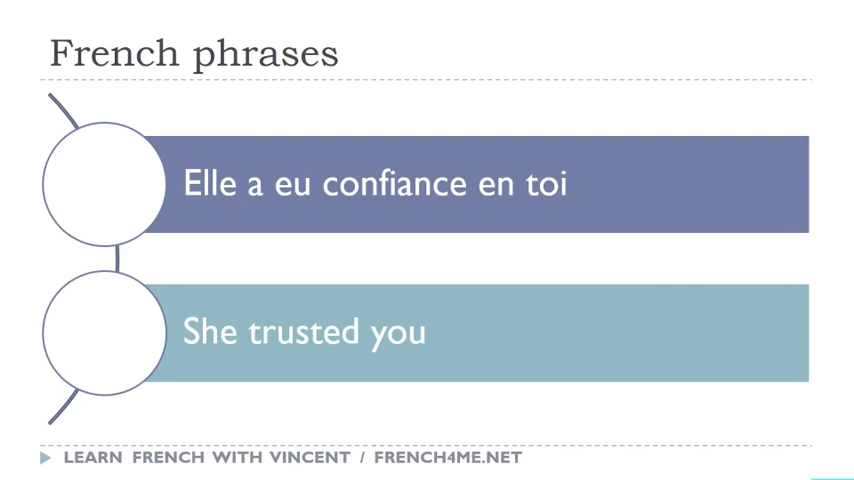 French phrases
Elle a eu confiance en toi
She trusted you
LEARN FRENCH WITH VINCENT / FRENCH4ME.NET